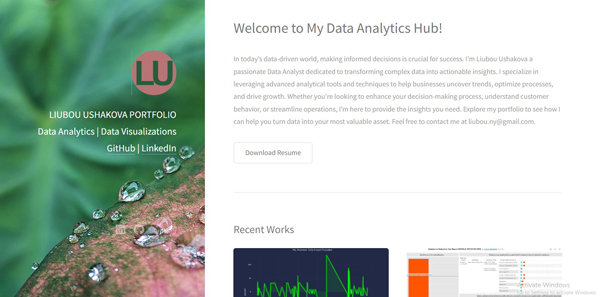 LU
LIUBOU USHAKOVA PORTFOLIO
Data Analytics | Data Visualizations
GitHub | LinkedIn
Welcome to My Data Analytics Hub!
In today's data-driven world, making informed decisions is crucial for success. I'm Liubou Ushakova a
passionate Data Analyst dedicated to transforming complex data into actionable insights. I specialize in
leveraging advanced analytical tools and techniques to help businesses uncover trends, optimize processes,
and drive growth. Whether you're looking to enhance your decision-making process, understand customer
behavior, or streamline operations, I'm here to provide the insights you need. Explore my portfolio to see how I
can help you turn data into your most valuable asset. Feel free to contact me at liubou.ny@gmail.com.
Download Resume
Recent Works
Activate Windows
Go to Settings to activate Windows.